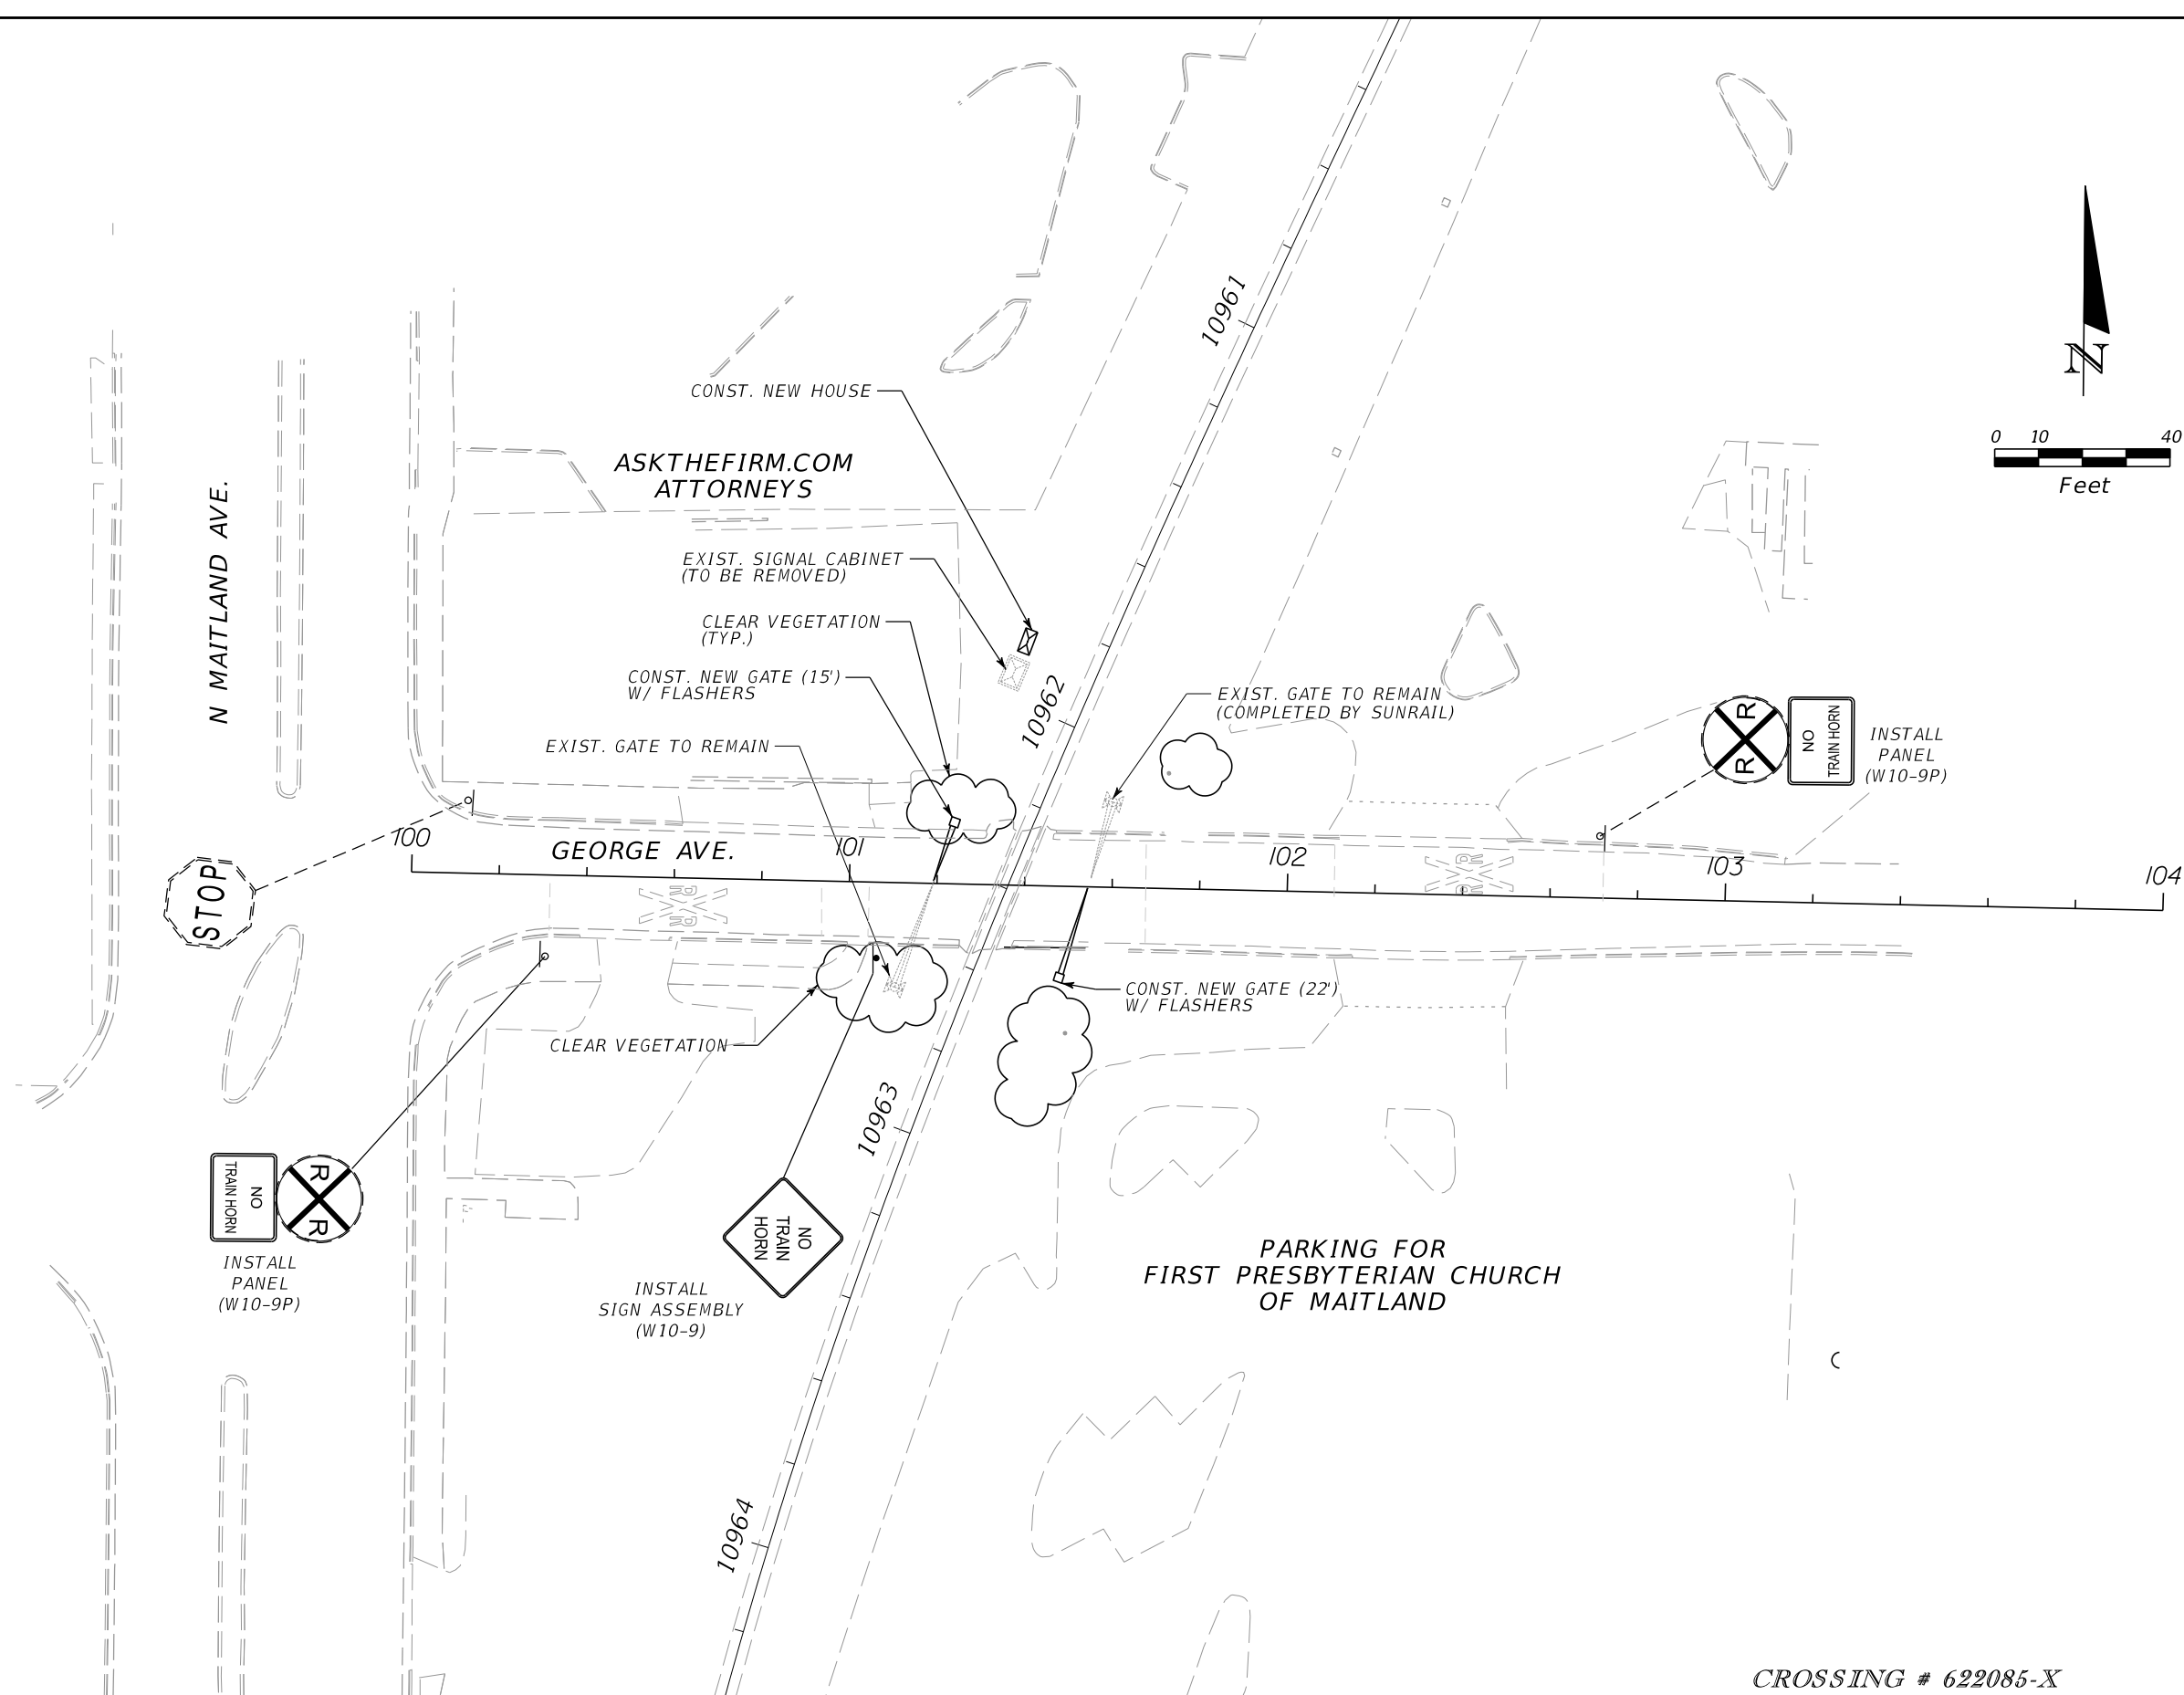 10961
N
0 10 40
Feet
CONST. NEW HOUSE
ASKTHEFIRM.COM
ATTORNEYS
N MAITLAND AVE.
EXIST. SIGNAL CABINET
(TO BE REMOVED)
CLEAR VEGETATION
(TYP.)
CONST. NEW GATE (15')
W/ FLASHERS
EXIST. GATE TO REMAIN
10962
EXIST. GATE TO REMAIN
(COMPLETED BY SUNRAIL)
R R
NO
TRAIN HORN
INSTALL
PANEL
(W10-9P)
100
101
102
103
104
GEORGE AVE.
STOP
R R
R R
CONST. NEW GATE (22')
W/ FLASHERS
CLEAR VEGETATION
10963
NO
TRAIN HORN
R R
INSTALL
PANEL
(W10-9P)
NO
TRAIN
HORN
INSTALL
SIGN ASSEMBLY
(W10-9)
PARKING FOR
FIRST PRESBYTERIAN CHURCH
OF MAITLAND
10964
CROSSING # 622085-X